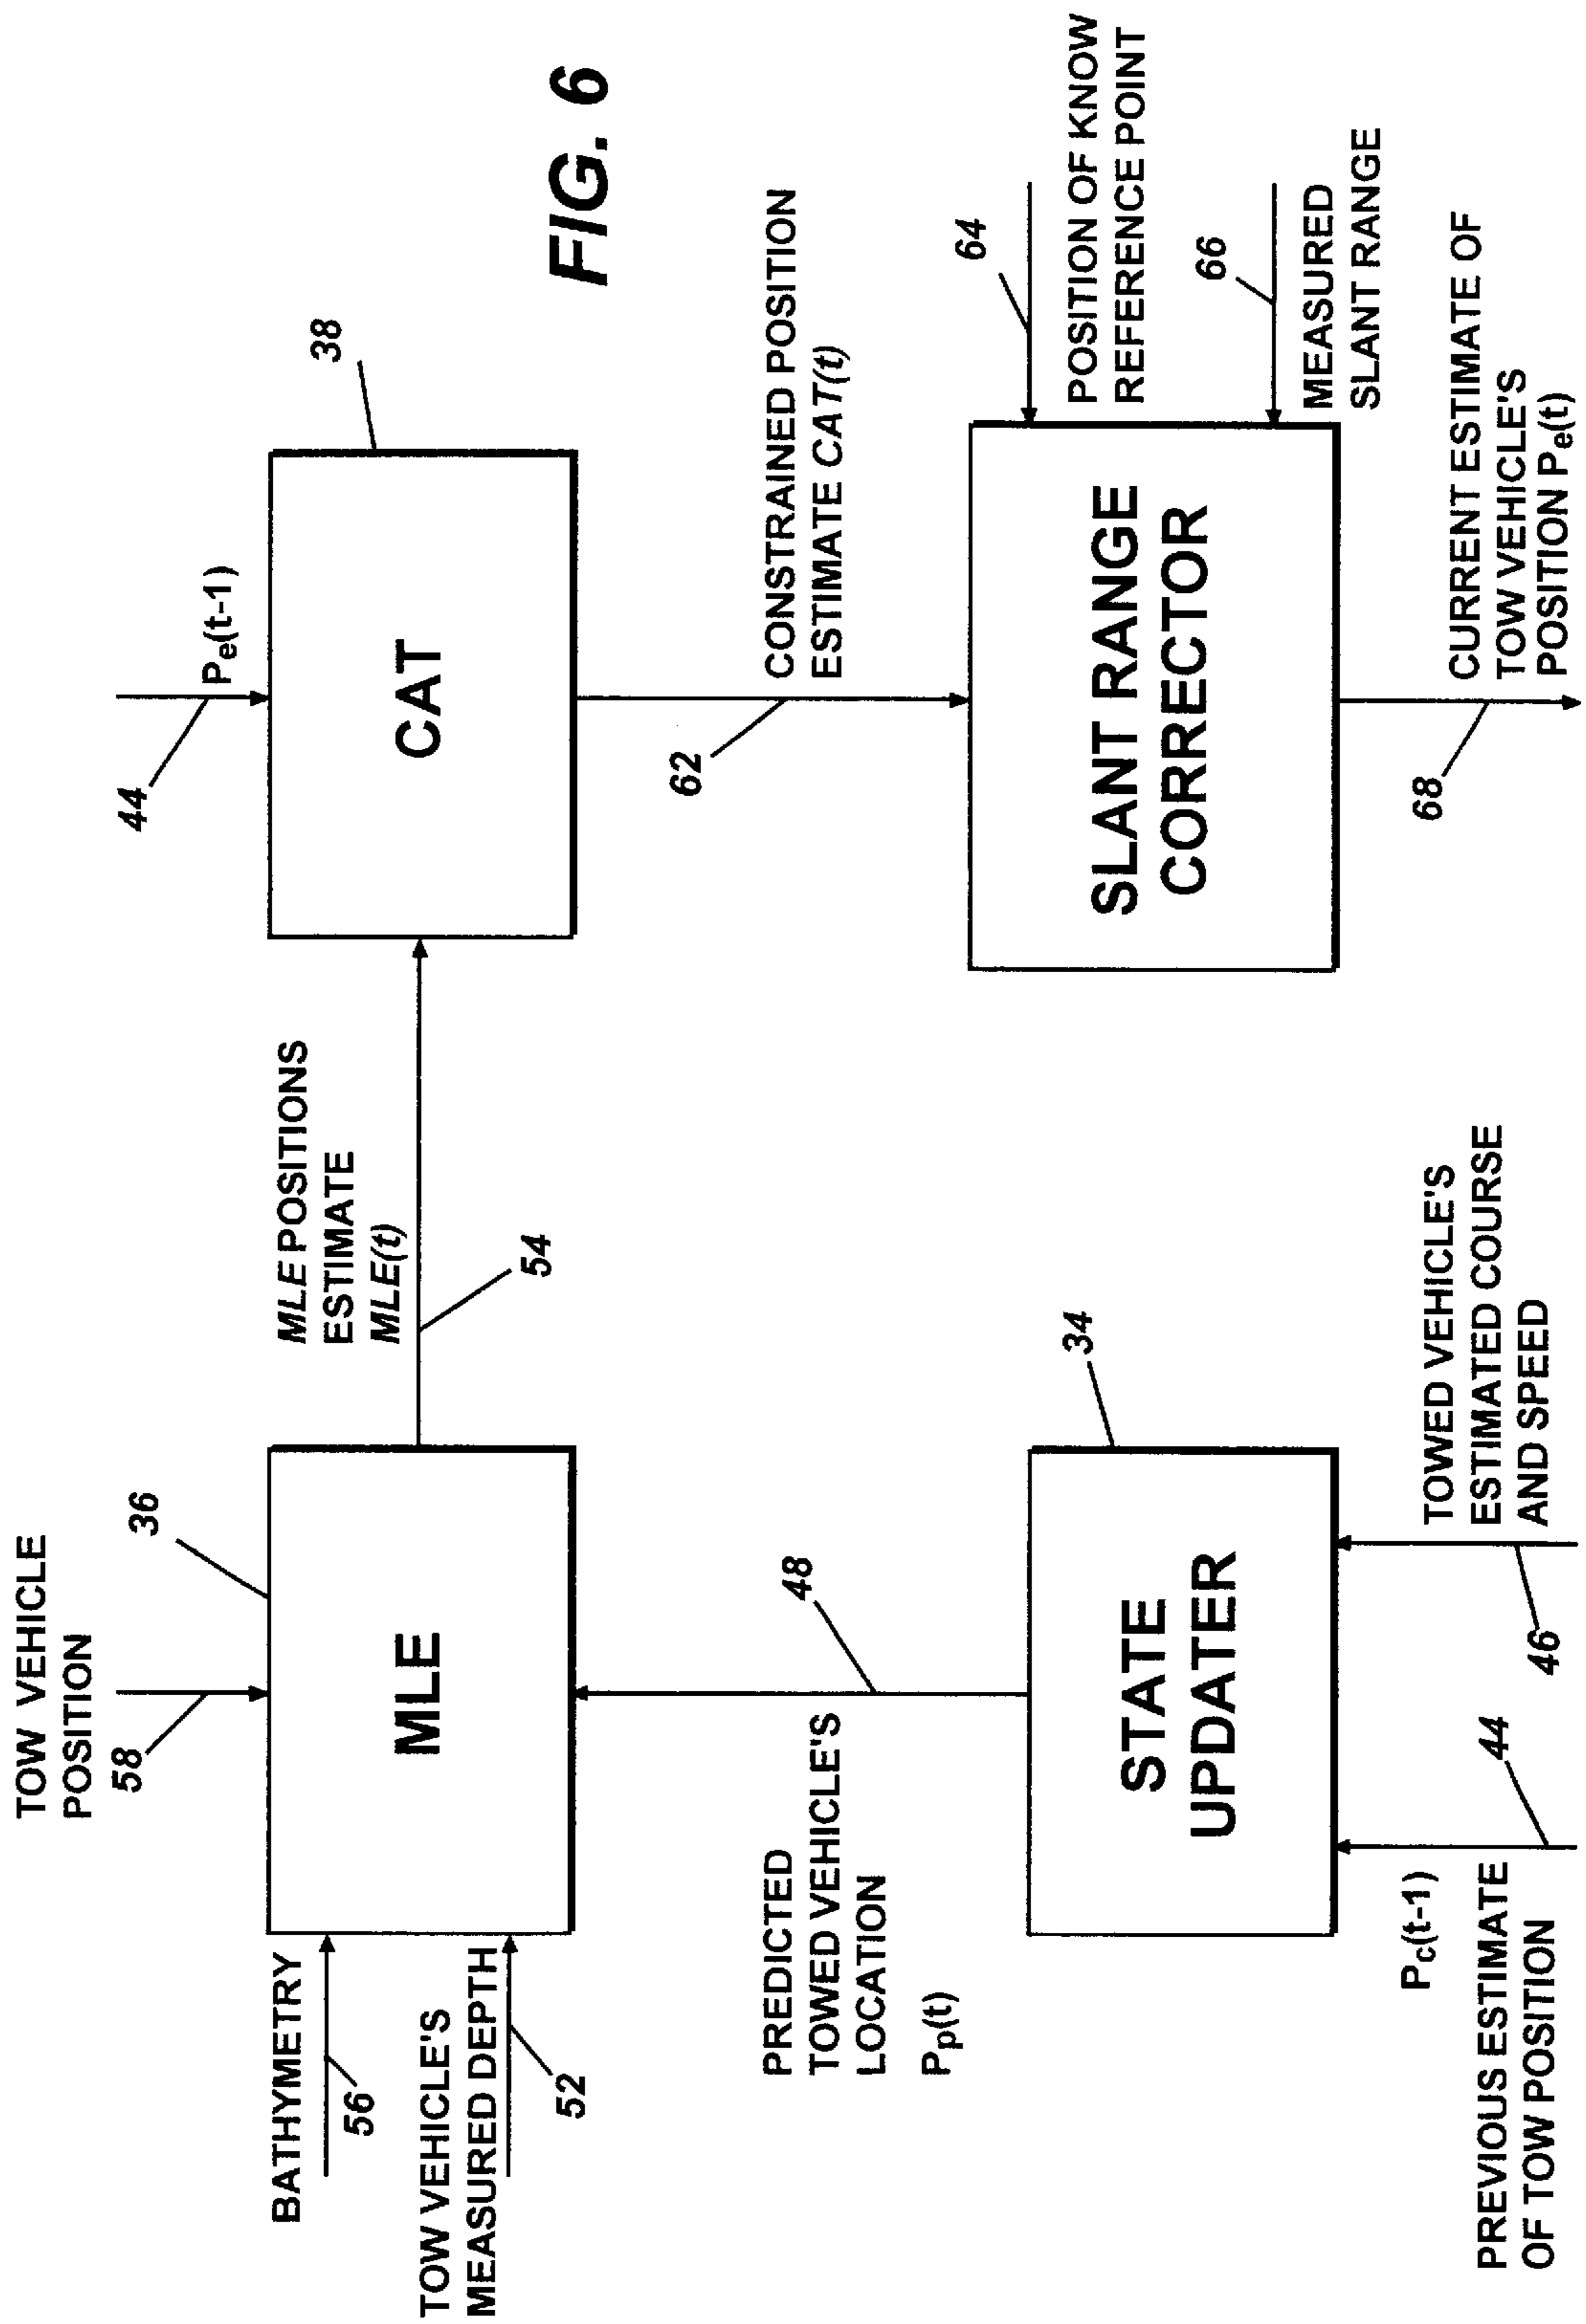 TOW VEHICLE
POSITION
58
36
BATHYMETRY
56
TOW VEHICLE'S
MEASURED DEPTH
52
MLE
MLE POSITIONS
ESTIMATE
MLE(t)
54
44
Pe(t-1)
38
CAT
FIG. 6
PREDICTED
TOWED VEHICLE'S
LOCATION
Pp(t)
48
62
CONSTRAINED POSITION
ESTIMATE CAT(t)
34
STATE
UPDATER
SLANT RANGE
CORRECTOR
64
POSITION OF KNOW
REFERENCE POINT
66
MEASURED
SLANT RANGE
Pc(t-1)
PREVIOUS ESTIMATE
OF TOW POSITION
44
46
TOWED VEHICLE'S
ESTIMATED COURSE
AND SPEED
68
CURRENT ESTIMATE OF
TOW VEHICLE'S
POSITION Pe(t)